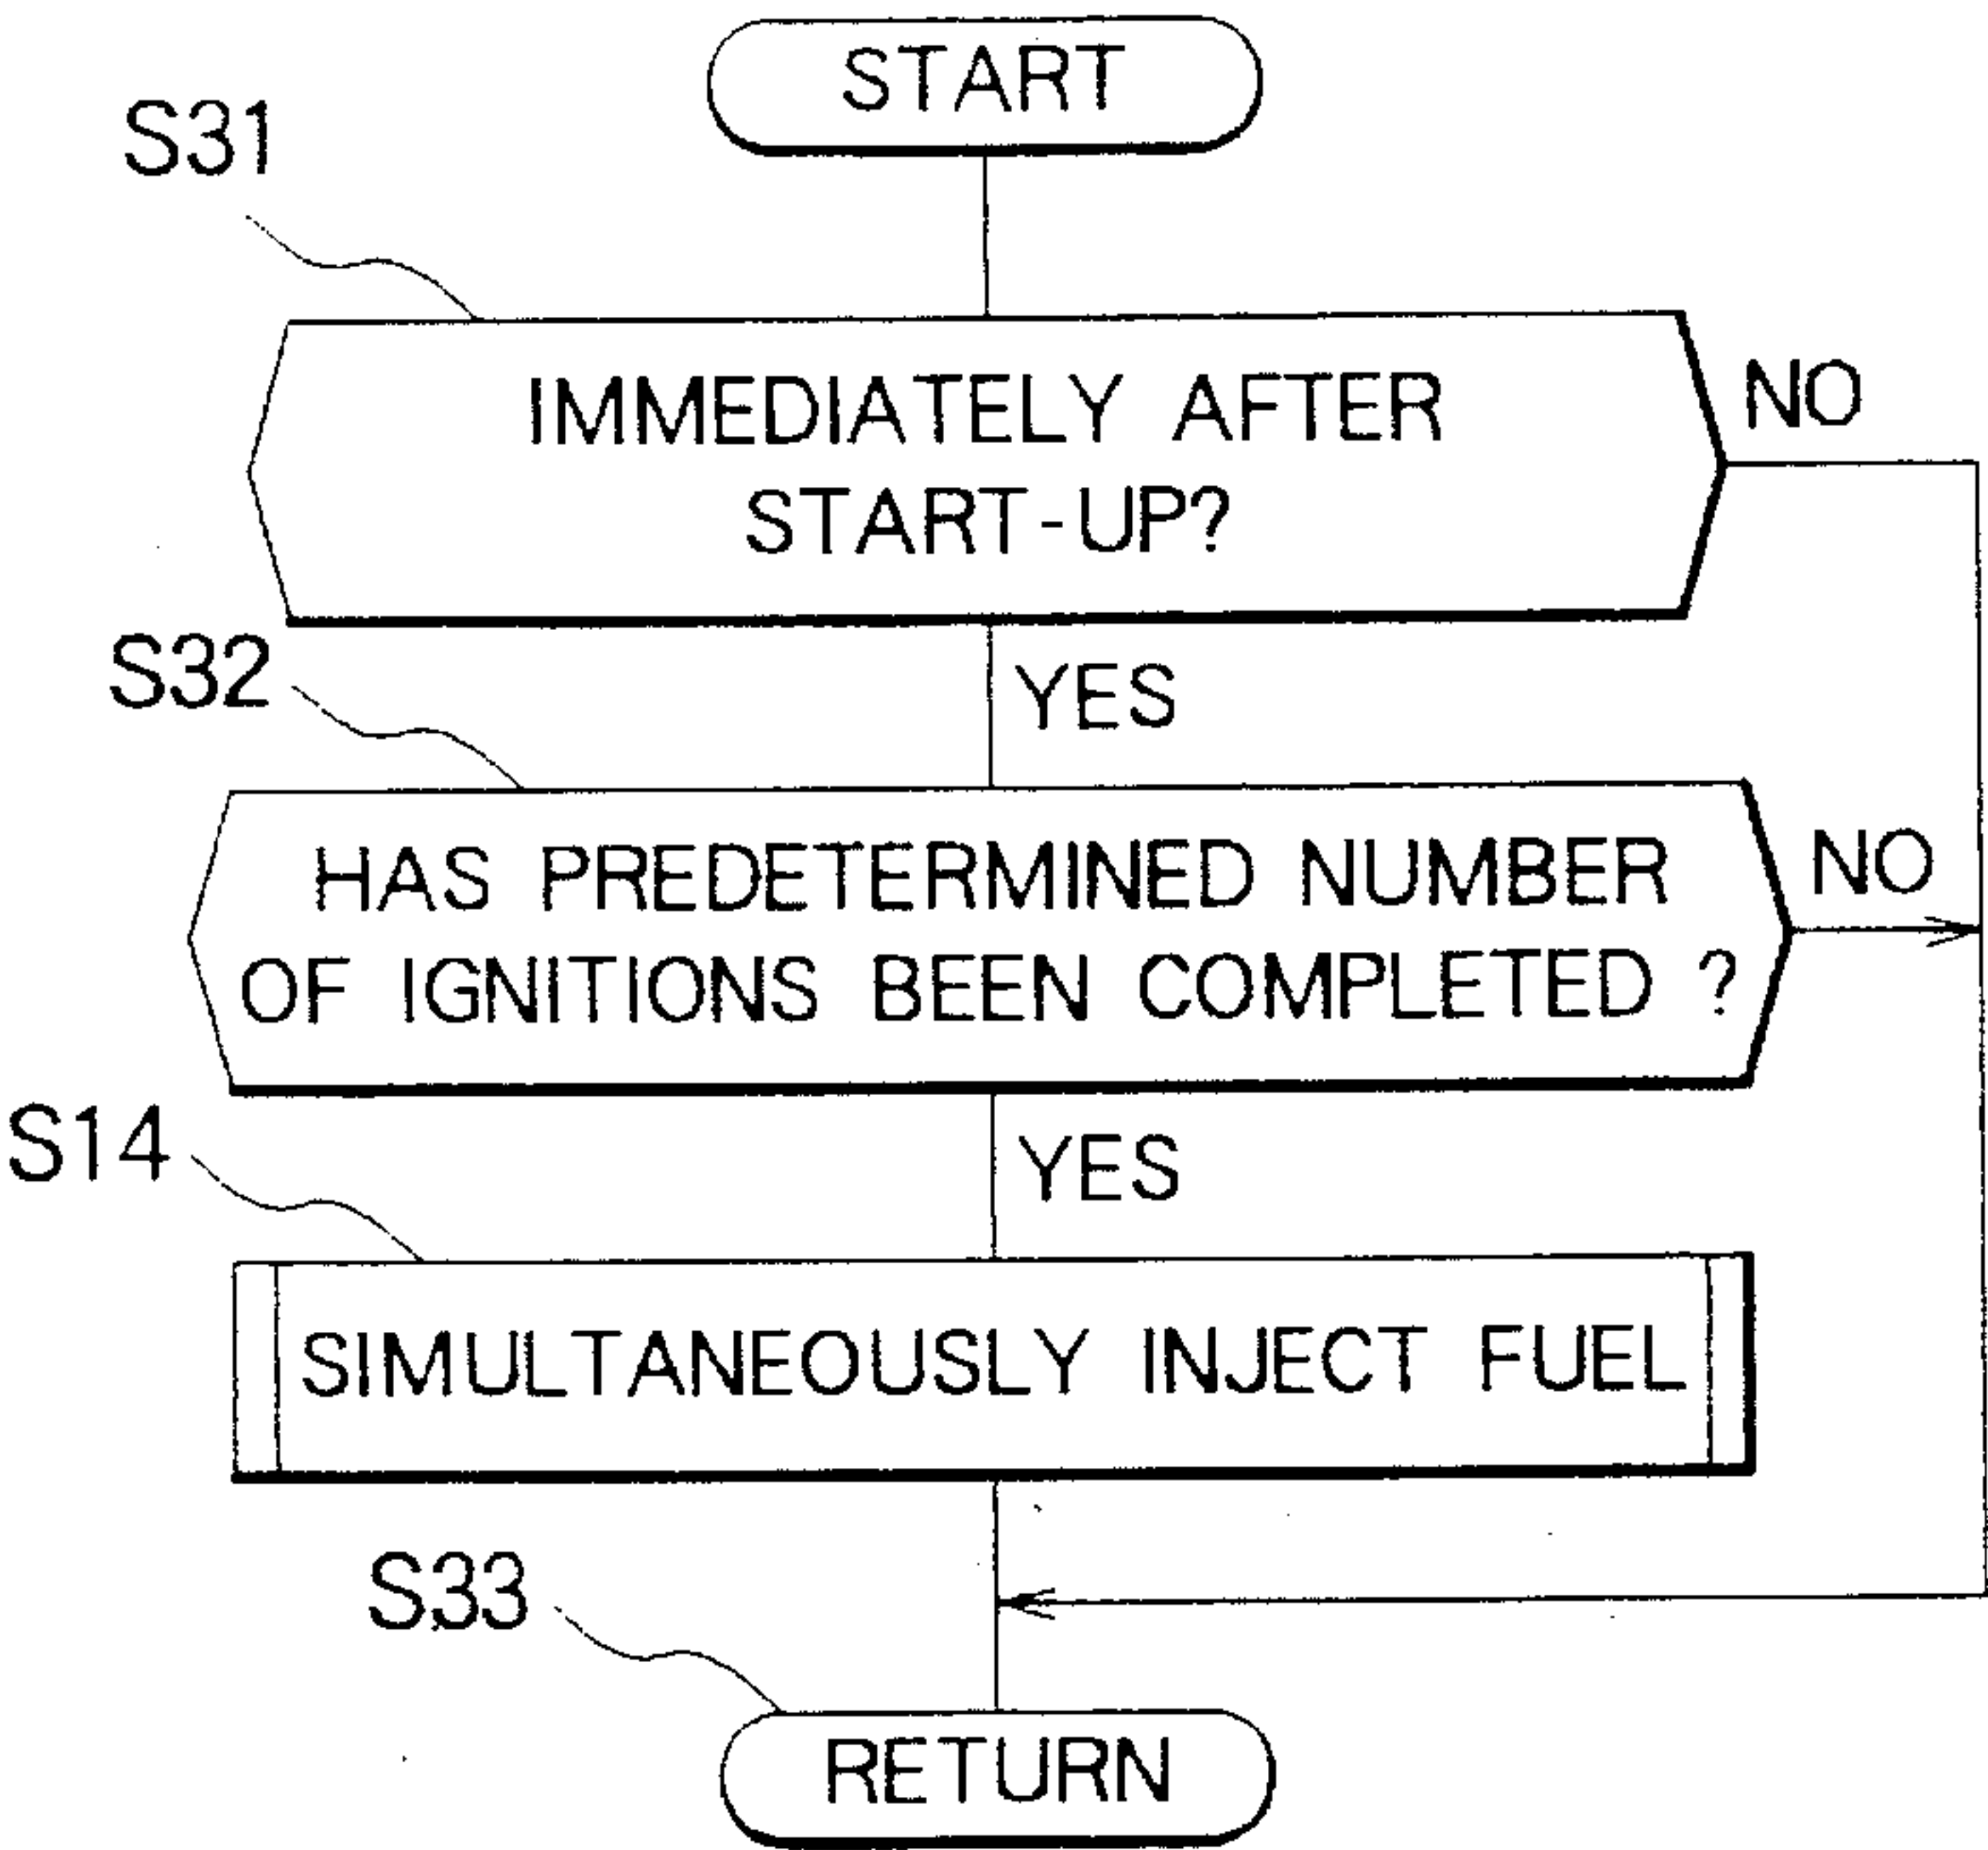 START
S31
IMMEDIATELY AFTER
START-UP?
NO
YES
S32
HAS PREDETERMINED NUMBER
OF IGNITIONS BEEN COMPLETED ?
NO
YES
S14
SIMULTANEOUSLY INJECT FUEL
S33
RETURN